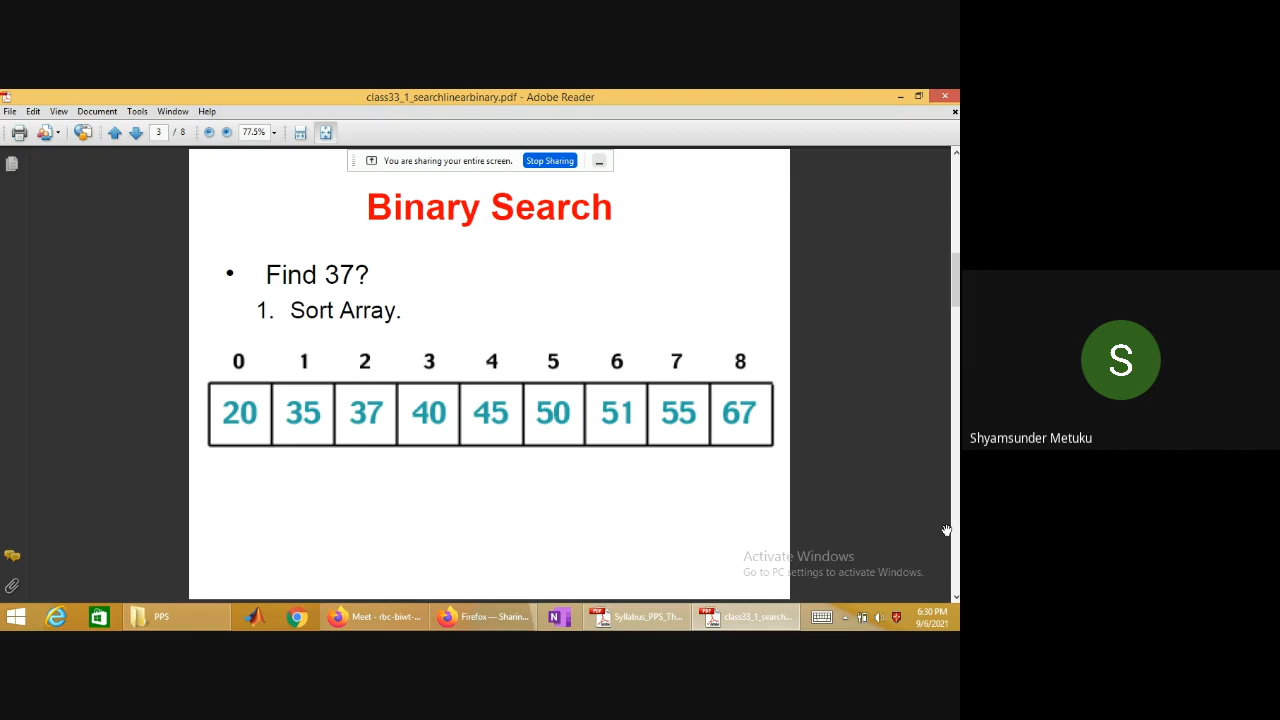 class33_1_searchlinearbinary.pdf - Adobe Reader
File Edit View Document Tools Window Help
3 / 8 77.5%
You are sharing your entire screen. Stop Sharing
Binary Search
• Find 37?
1. Sort Array.
0 1 2 3 4 5 6 7 8
20 35 37 40 45 50 51 55 67
S
Shyamsunder Metuku
Activate Windows
Go to PC settings to activate Windows.
PPS
Meet - rbc-biwt-...
Firefox — Sharin...
Syllabus_PPS_Th...
class33_1_search...
6:30 PM
9/6/2021